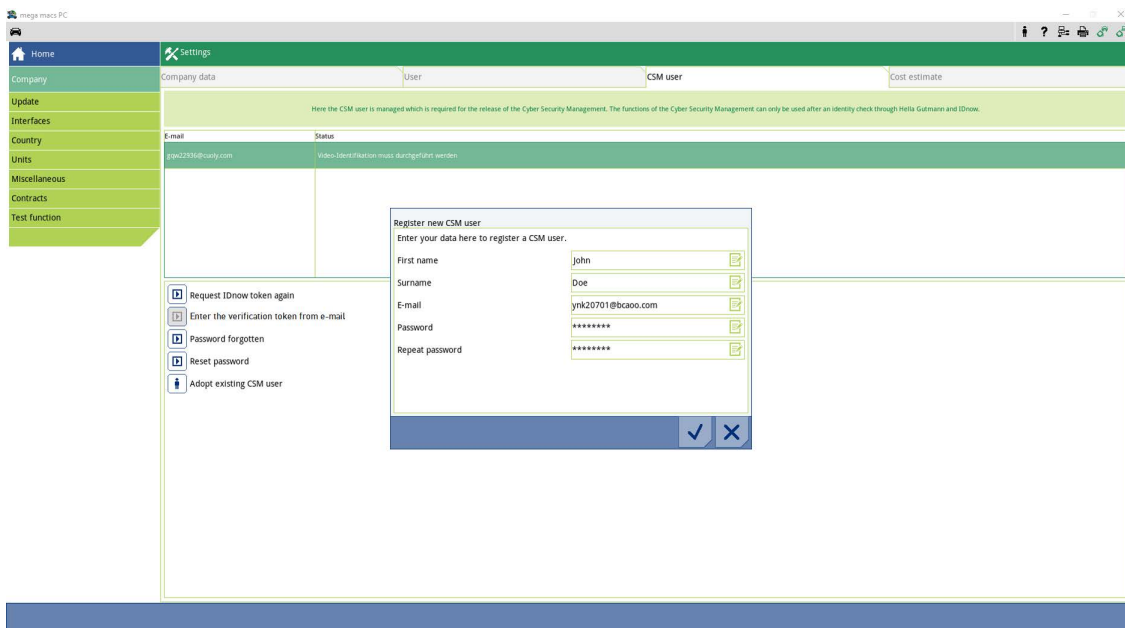 mega macs PC
Home
Settings
Company
Company data
User
CSM user
Cost estimate
Update
Interfaces
Country
Units
Miscellaneous
Contracts
Test function
Here the CSM user is managed which is required for the release of the Cyber Security Management. The functions of the Cyber Security Management can only be used after an identity check through Hella Gutmann and IDnow.
E-mail
Status
gqw22936@cuoly.com
Video-Identifikation muss durchgeführt werden
Request IDnow token again
Enter the verification token from e-mail
Password forgotten
Reset password
Adopt existing CSM user
Register new CSM user
Enter your data here to register a CSM user.
First name
John
Surname
Doe
E-mail
ynk20701@bcaoo.com
Password
********
Repeat password
********